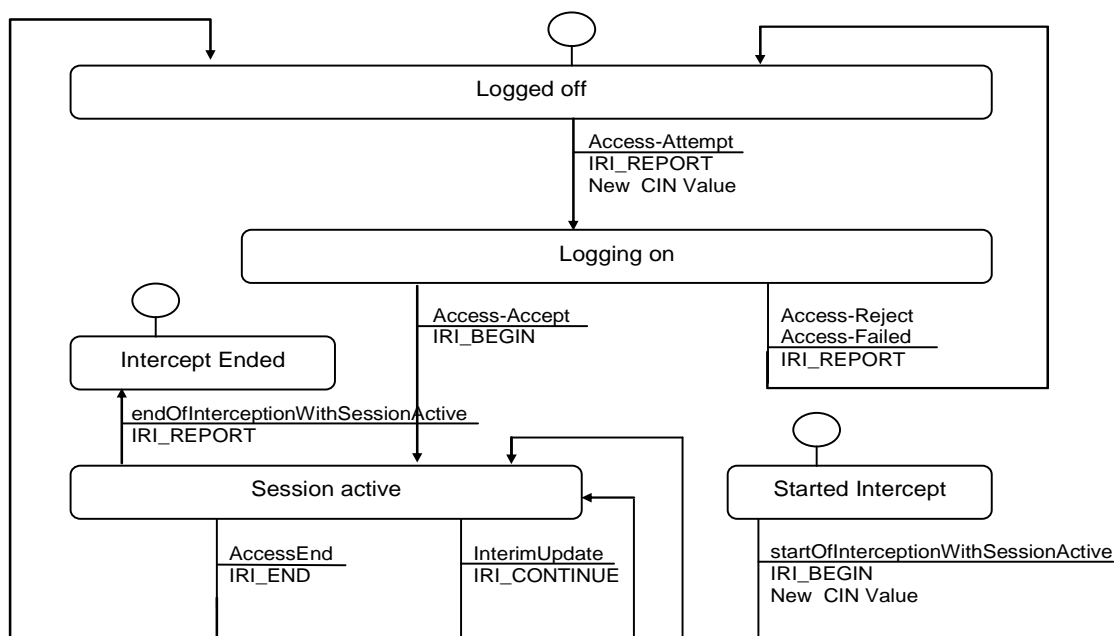 Logged off
Access-Attempt
IRI_REPORT
New CIN Value
Logging on
Access-Accept
IRI_BEGIN
Access-Reject
Access-Failed
IRI_REPORT
Intercept Ended
endOfInterceptionWithSessionActive
IRI_REPORT
Session active
Started Intercept
AccessEnd
IRI_END
InterimUpdate
IRI_CONTINUE
startOfInterceptionWithSessionActive
IRI_BEGIN
New CIN Value